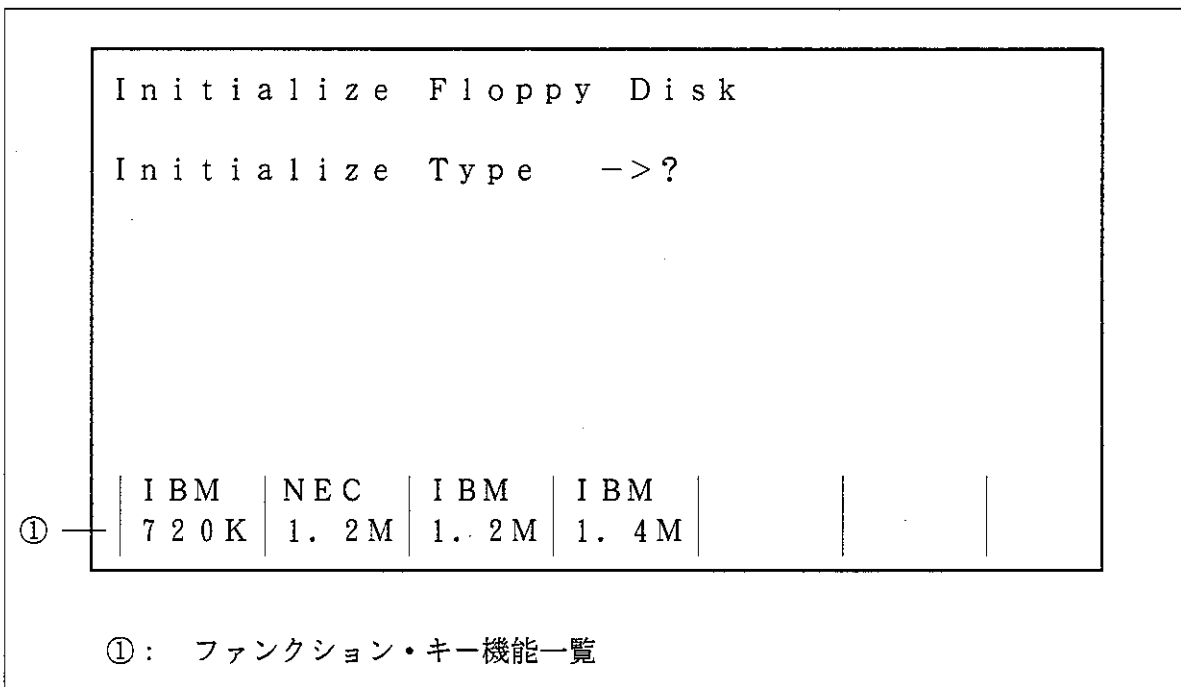 Initialize Floppy Disk
Initialize Type ->?
IBM NEC IBM IBM
① 720K 1.2M 1.2M 1.4M
①： ファンクション・キー機能一覧